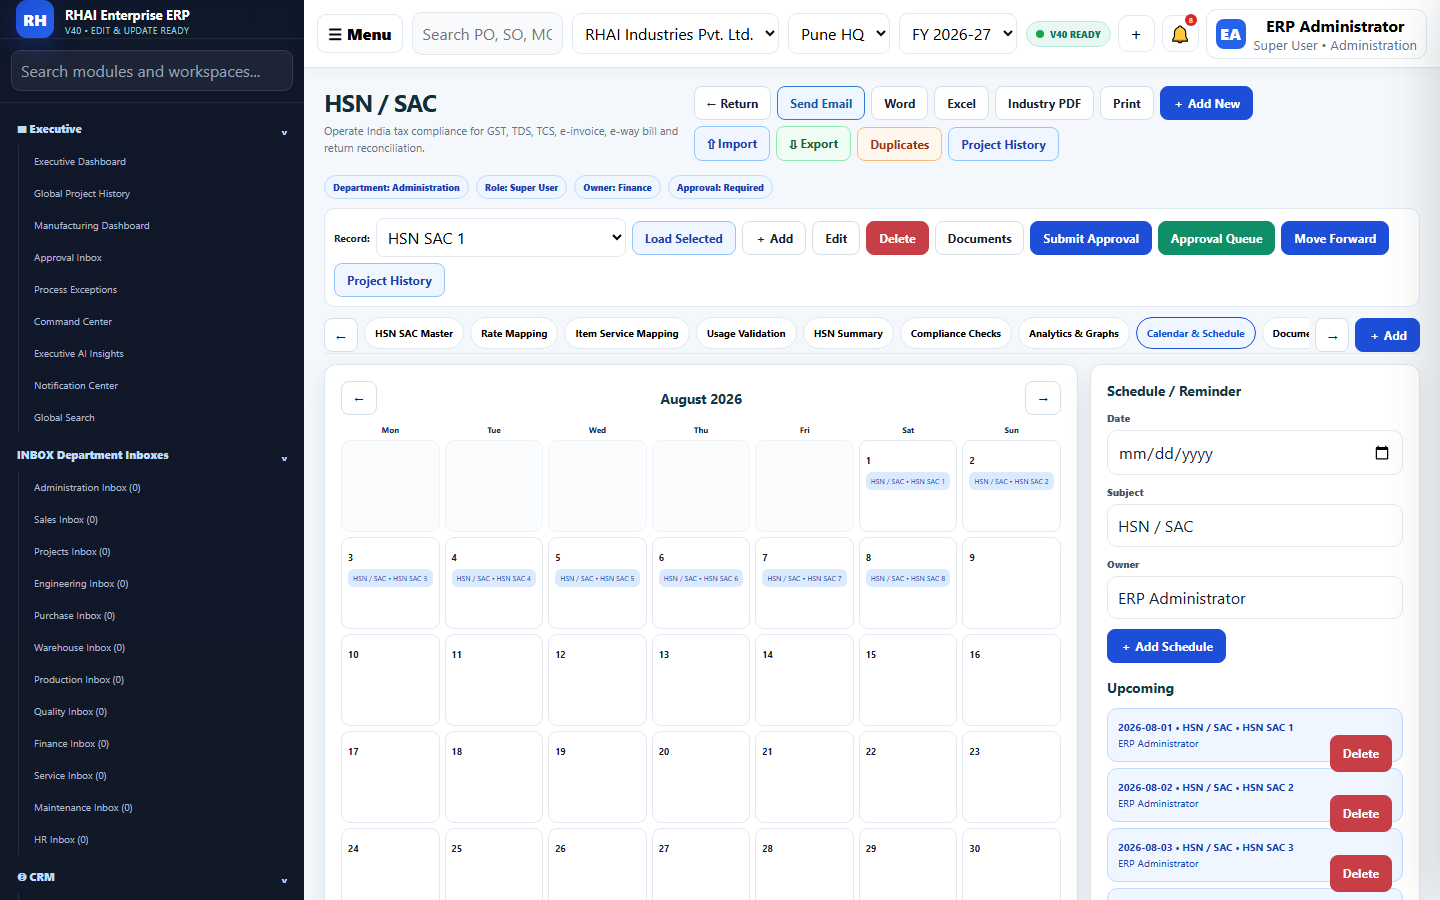 RH
RHAI Enterprise ERP
V40 • EDIT & UPDATE READY
Search modules and workspaces...
Executive
Executive Dashboard
Global Project History
Manufacturing Dashboard
Approval Inbox
Process Exceptions
Command Center
Executive AI Insights
Notification Center
Global Search
INBOX Department Inboxes
Administration Inbox (0)
Sales Inbox (0)
Projects Inbox (0)
Engineering Inbox (0)
Purchase Inbox (0)
Warehouse Inbox (0)
Production Inbox (0)
Quality Inbox (0)
Finance Inbox (0)
Service Inbox (0)
Maintenance Inbox (0)
HR Inbox (0)
CRM
☰ Menu
Search PO, SO, MO
RHAI Industries Pvt. Ltd.
Pune HQ
FY 2026-27
V40 READY
+
8
EA
ERP Administrator
Super User • Administration
HSN / SAC
Operate India tax compliance for GST, TDS, TCS, e-invoice, e-way bill and
return reconciliation.
← Return
Send Email
Word
Excel
Industry PDF
Print
+ Add New
⇧ Import
⇩ Export
Duplicates
Project History
Department: Administration
Role: Super User
Owner: Finance
Approval: Required
Record:
HSN SAC 1
Load Selected
+ Add
Edit
Delete
Documents
Submit Approval
Approval Queue
Move Forward
Project History
←
HSN SAC Master
Rate Mapping
Item Service Mapping
Usage Validation
HSN Summary
Compliance Checks
Analytics & Graphs
Calendar & Schedule
Docume
→
+ Add
←
August 2026
→
Mon
Tue
Wed
Thu
Fri
Sat
Sun
1
HSN / SAC • HSN SAC 1
2
HSN / SAC • HSN SAC 2
3
HSN / SAC • HSN SAC 3
4
HSN / SAC • HSN SAC 4
5
HSN / SAC • HSN SAC 5
6
HSN / SAC • HSN SAC 6
7
HSN / SAC • HSN SAC 7
8
HSN / SAC • HSN SAC 8
9
10
11
12
13
14
15
16
17
18
19
20
21
22
23
24
25
26
27
28
29
30
Schedule / Reminder
Date
mm/dd/yyyy
Subject
HSN / SAC
Owner
ERP Administrator
+ Add Schedule
Upcoming
2026-08-01 • HSN / SAC • HSN SAC 1
ERP Administrator
Delete
2026-08-02 • HSN / SAC • HSN SAC 2
ERP Administrator
Delete
2026-08-03 • HSN / SAC • HSN SAC 3
ERP Administrator
Delete